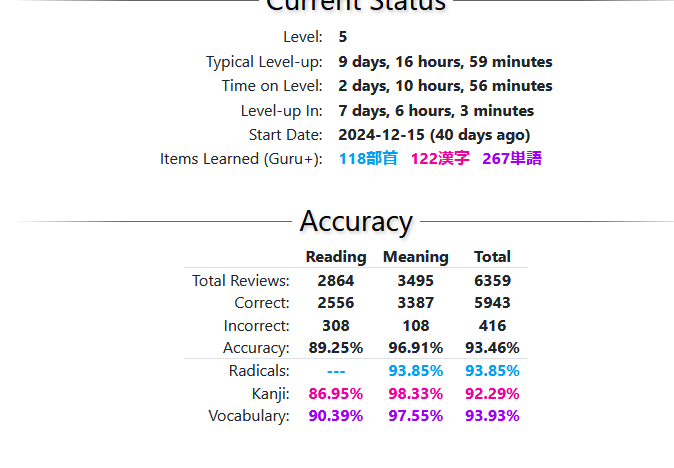 Current Status
Level: 5
Typical Level-up: 9 days, 16 hours, 59 minutes
Time on Level: 2 days, 10 hours, 56 minutes
Level-up In: 7 days, 6 hours, 3 minutes
Start Date: 2024-12-15 (40 days ago)
Items Learned (Guru+): 118部首 122漢字 267単語
Accuracy
Reading Meaning Total
Total Reviews: 2864 3495 6359
Correct: 2556 3387 5943
Incorrect: 308 108 416
Accuracy: 89.25% 96.91% 93.46%
Radicals: --- 93.85% 93.85%
Kanji: 86.95% 98.33% 92.29%
Vocabulary: 90.39% 97.55% 93.93%